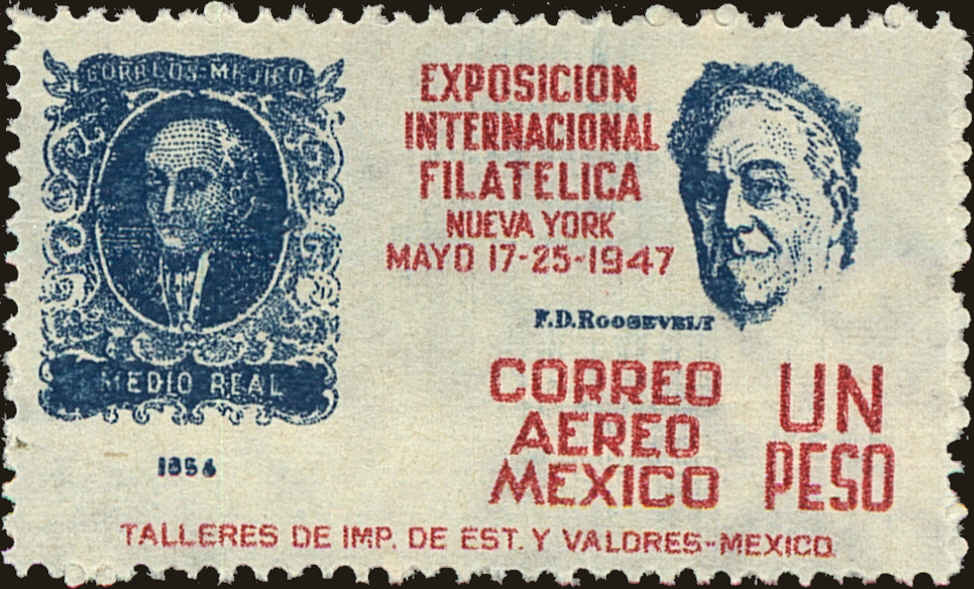 CORREOS MEJICO
MEDIO REAL
1856
EXPOSICION
INTERNACIONAL
FILATELICA
NUEVA YORK
MAYO 17-25-1947
F.D.ROOSEVELT
CORREO
AEREO
MEXICO
UN
PESO
TALLERES DE IMP. DE EST. Y VALORES-MEXICO.